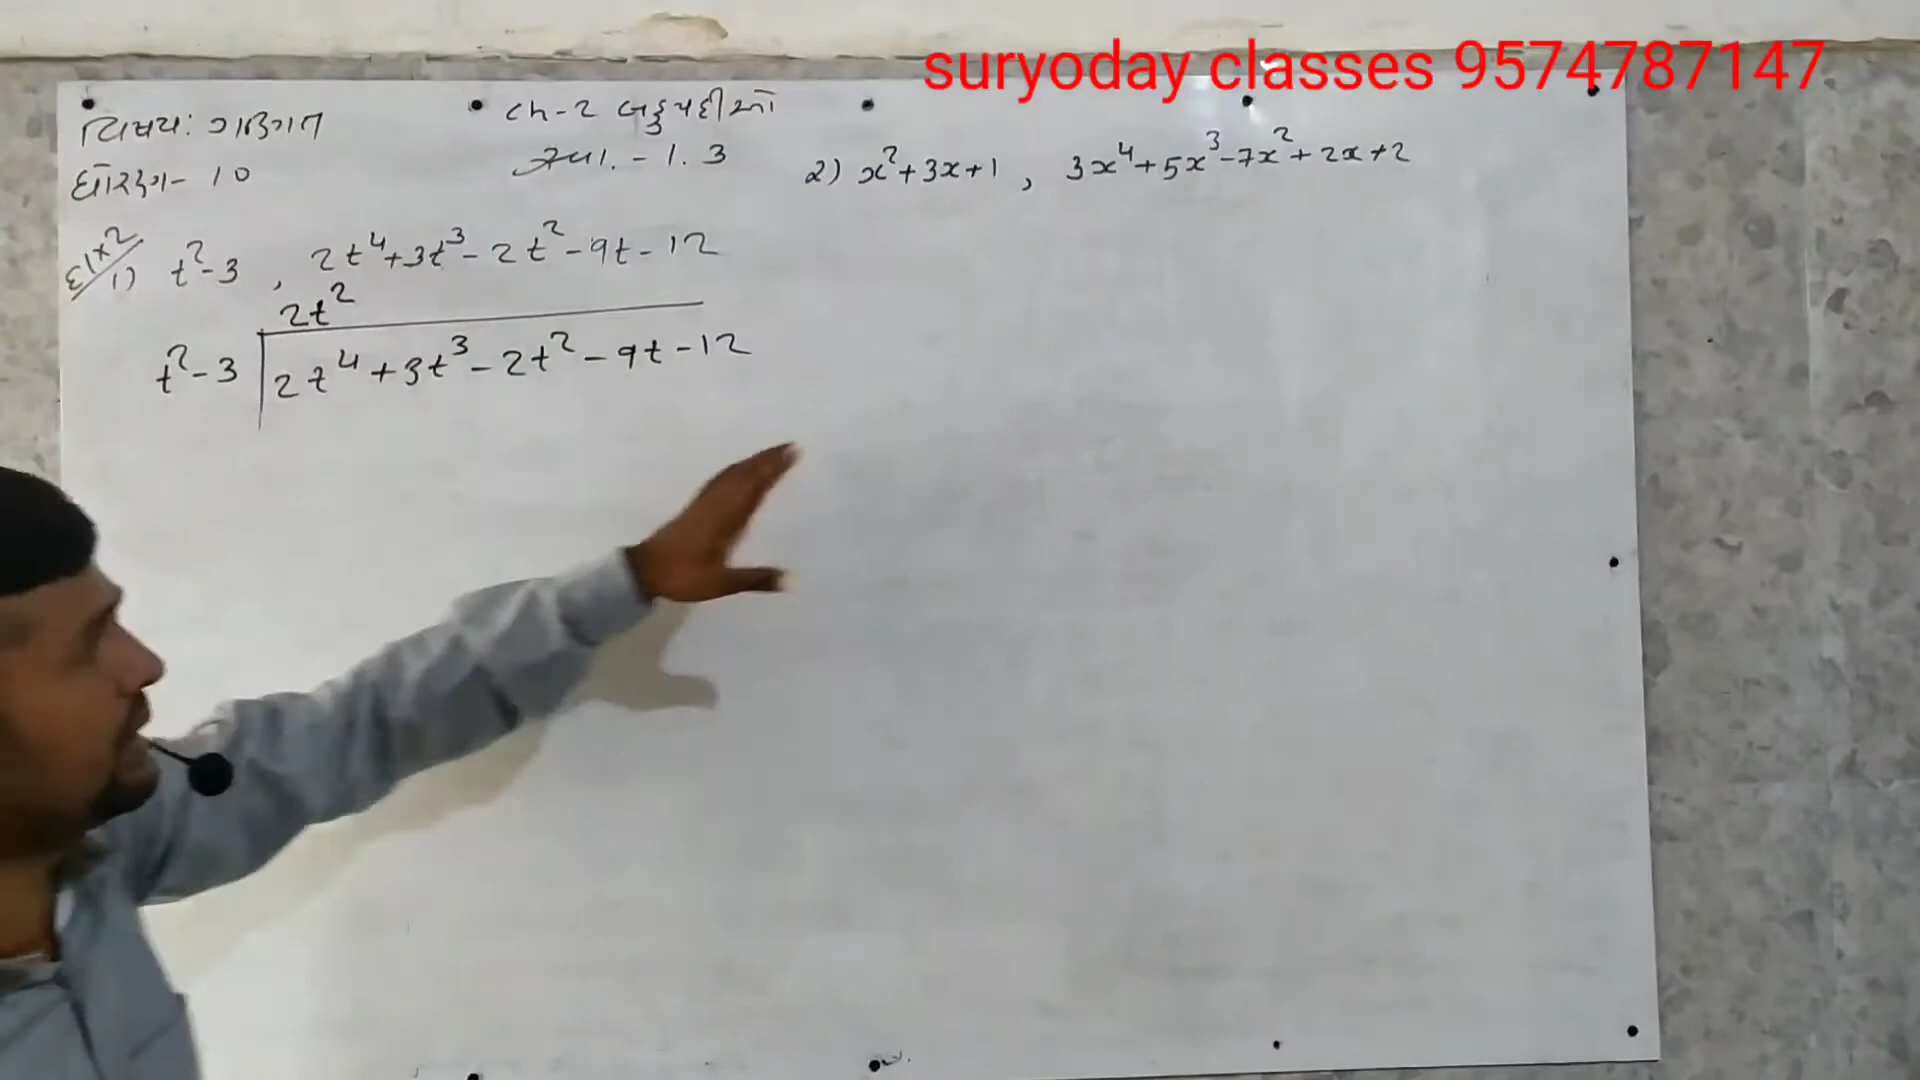 suryoday classes 9574787147
વિષય: ગણિત
ધોરણ- 10
Ch-2 બહુપદીઓ
સ્વા. - 1.3
દાખ 2
1) t²-3 , 2t⁴+3t³-2t²-9t-12
2t²
t²-3 | 2t⁴+3t³-2t²-9t-12
2) x²+3x+1 , 3x⁴+5x³-7x²+2x+2